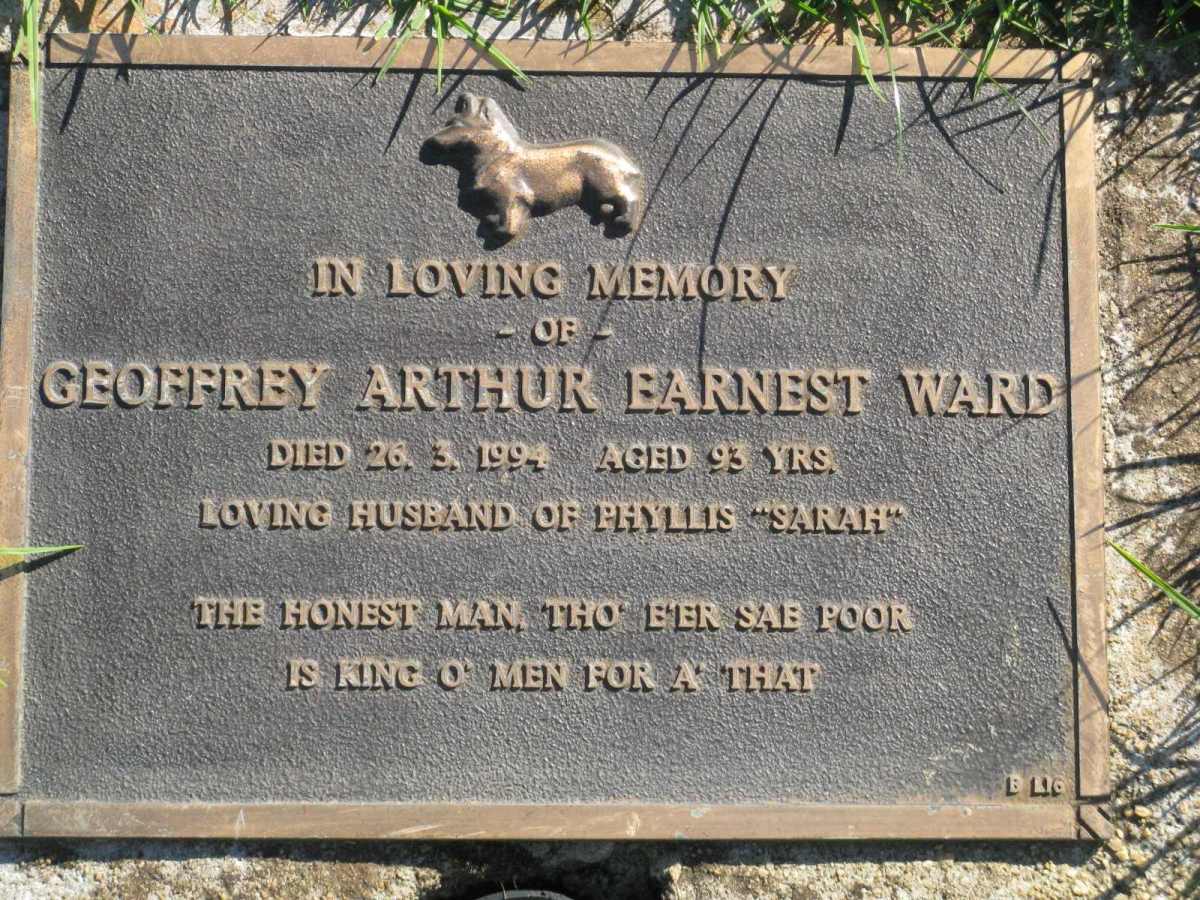 IN LOVING MEMORY
- OF -
GEOFFREY ARTHUR EARNEST WARD
DIED 26. 3. 1994 AGED 93 YRS.
LOVING HUSBAND OF PHYLLIS "SARAH"
THE HONEST MAN, THO' E'ER SAE POOR
IS KING O' MEN FOR A' THAT